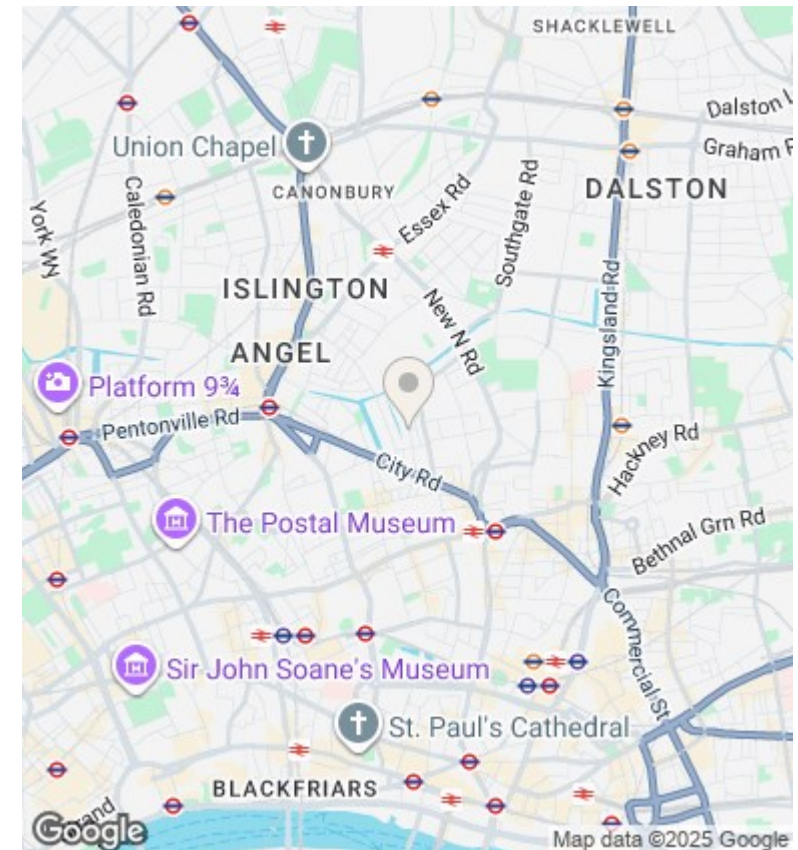 SHACKLEWELL
Dalston L
Union Chapel
Graham R
CANONBURY
DALSTON
York WY
Caledonian Rd
Essex Rd
Southgate Rd
ISLINGTON
New N Rd
Kingsland Rd
ANGEL
Platform 9¾
Pentonville Rd
Hackney Rd
City Rd
The Postal Museum
Bethnal Grn Rd
Commercial St
Sir John Soane's Museum
St. Paul's Cathedral
BLACKFRIARS
rand
Google
Map data ©2025 Google